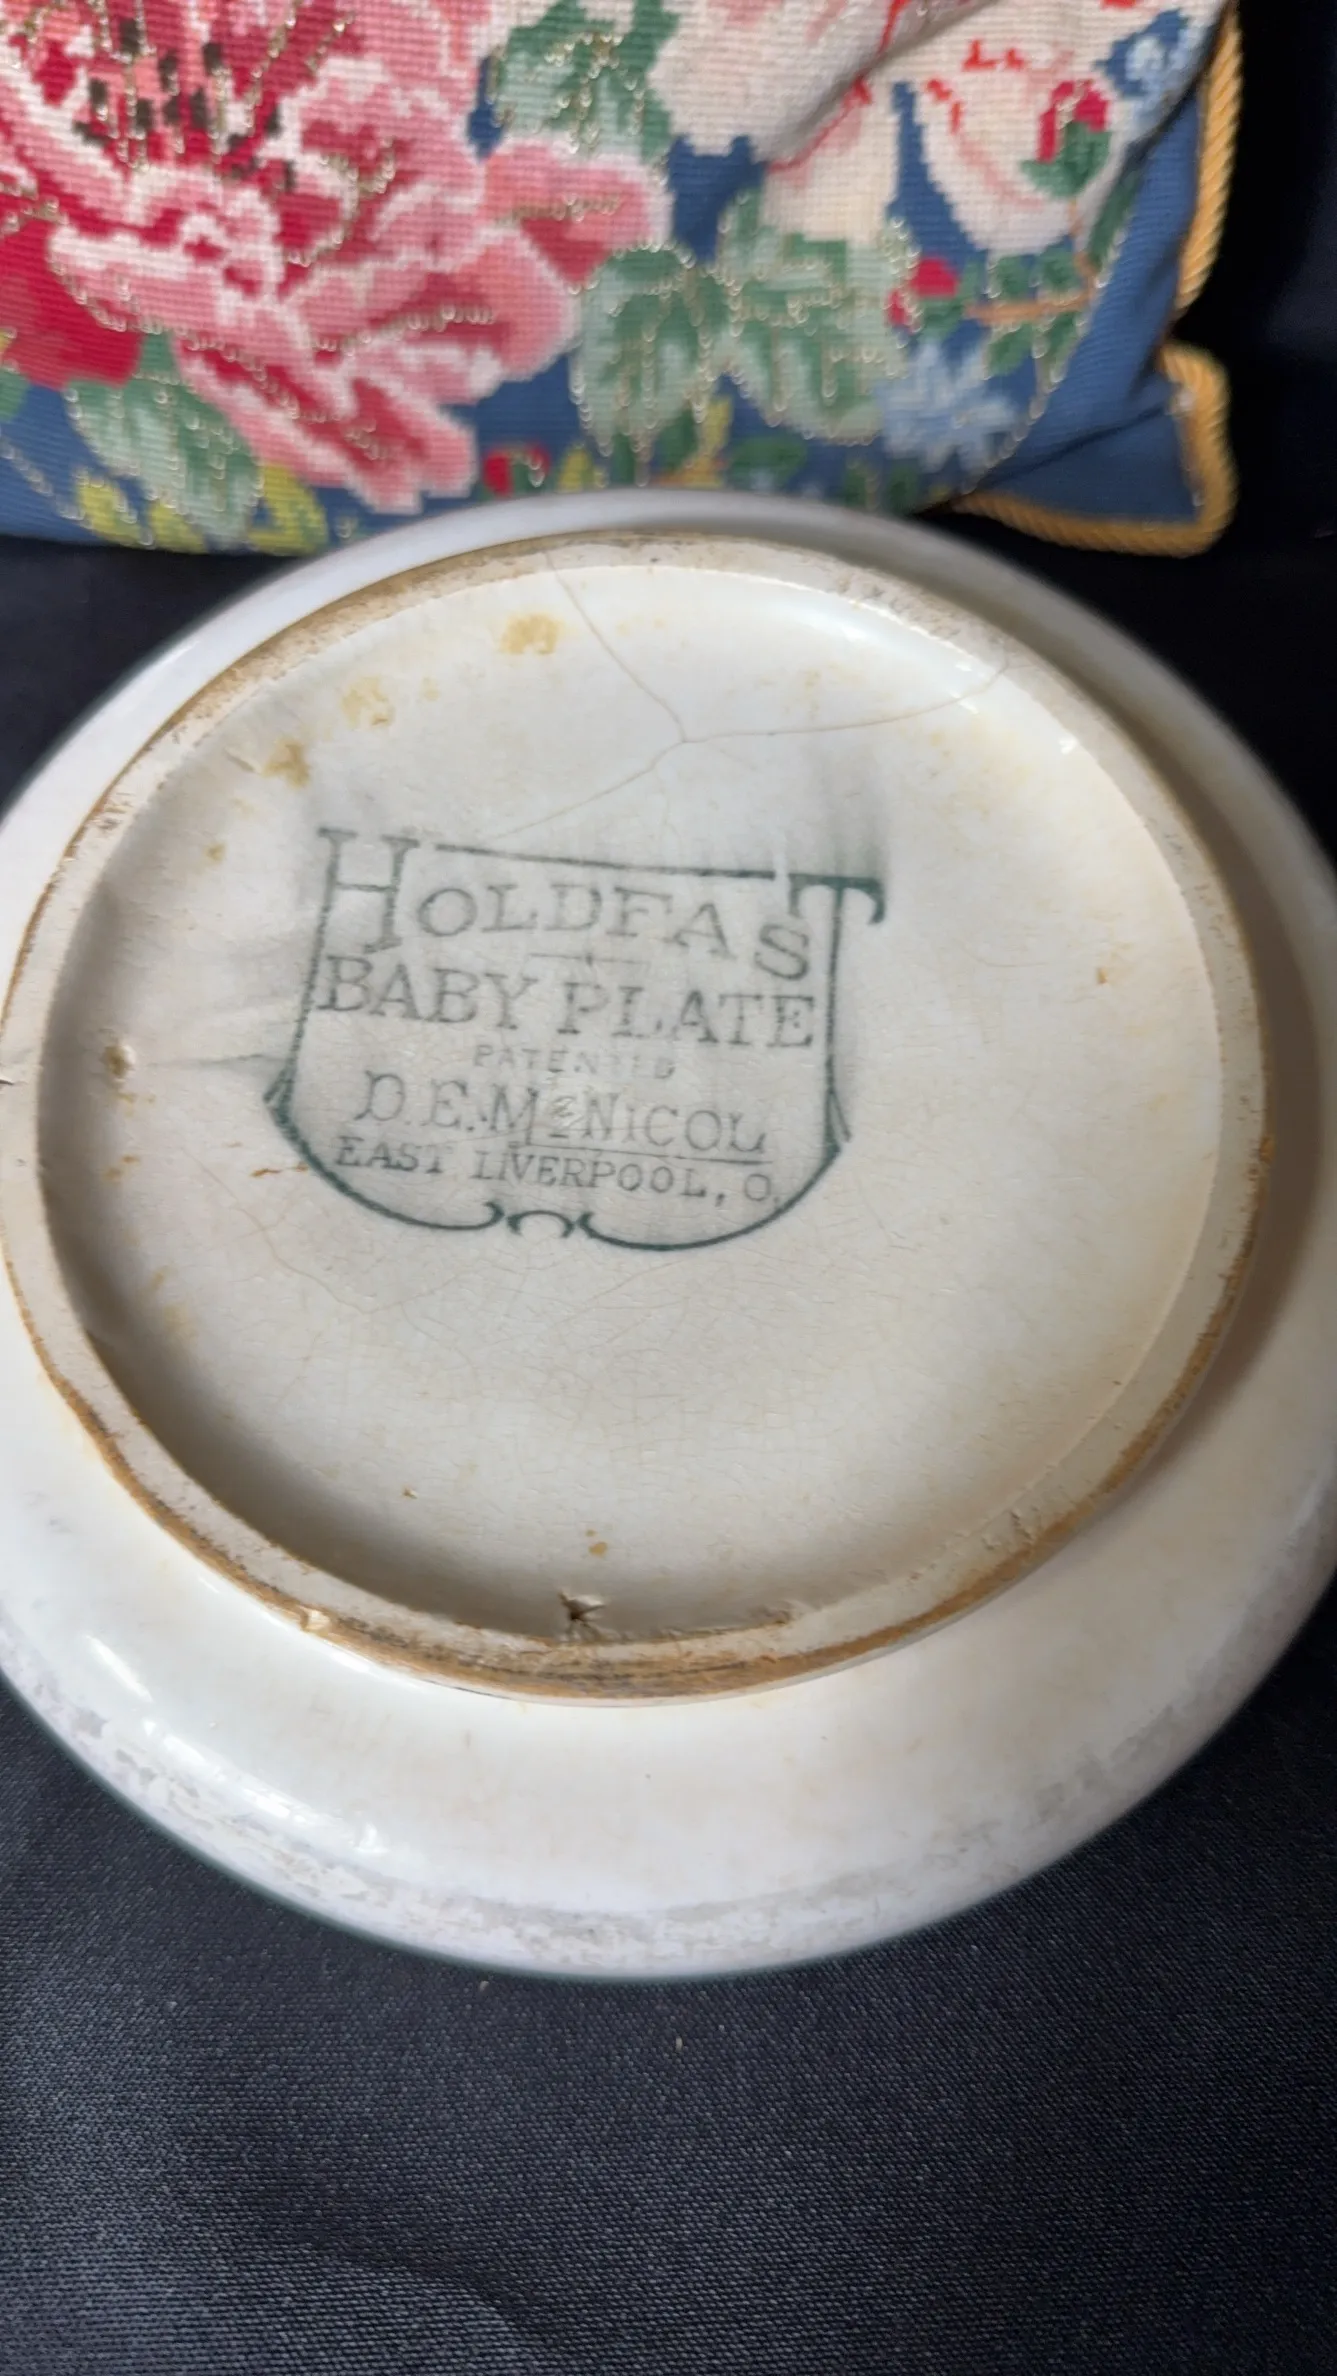 HOLDFAST
BABY PLATE
PATENTED
D.E.McNICOL
EAST LIVERPOOL, O.